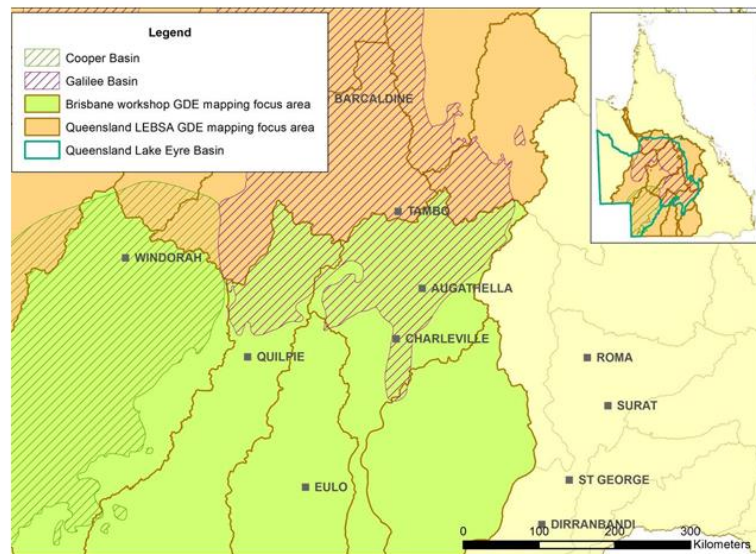 Legend
Cooper Basin
Galilee Basin
Brisbane workshop GDE mapping focus area
Queensland LEBSA GDE mapping focus area
Queensland Lake Eyre Basin
BARCALDINE
TAMBO
WINDORAH
AUGATHELLA
CHARLEVILLE
QUILPIE
ROMA
SURAT
ST GEORGE
EULO
DIRRANBANDI
0 100 200 300
Kilometers